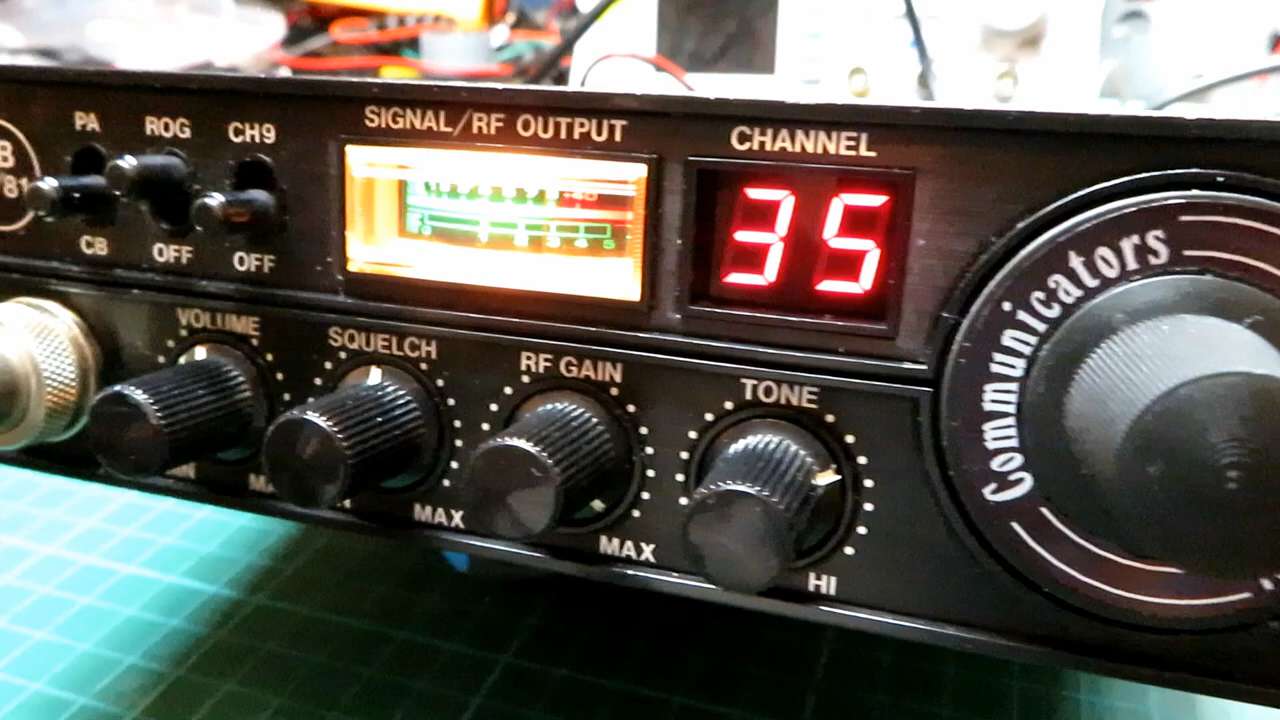 PA ROG CH9
SIGNAL/RF OUTPUT
CHANNEL
B
/81
35
CB OFF OFF
Communicators
VOLUME
SQUELCH
RF GAIN
TONE
MAX
MAX
HI